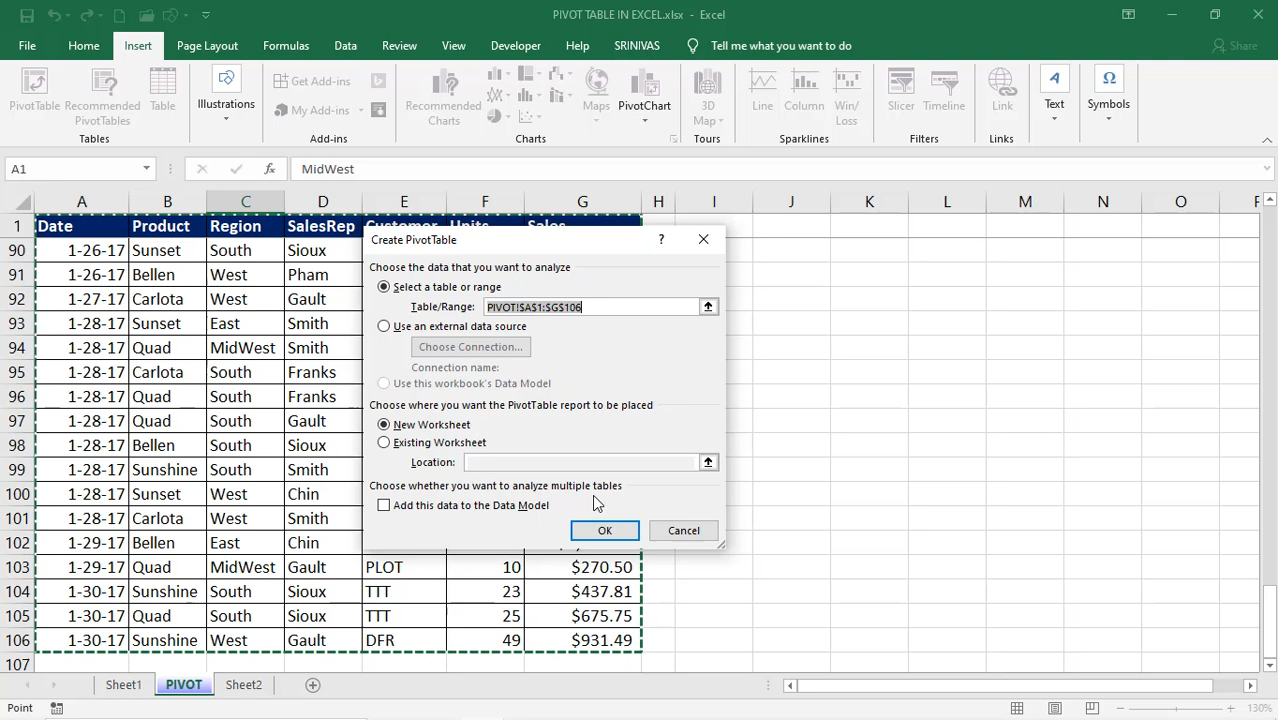 PIVOT TABLE IN EXCEL.xlsx - Excel
File Home Insert Page Layout Formulas Data Review View Developer Help SRINIVAS Tell me what you want to do Share
PivotTable Recommended PivotTables Table
Illustrations
Get Add-ins
My Add-ins
Recommended Charts
Maps PivotChart
3D Map
Line Column Win/Loss
Slicer Timeline
Link
Text
Symbols
Tables Add-ins Charts Tours Sparklines Filters Links
A1 fx MidWest
A B C D E F G H I J K L M N O
1 Date Product Region SalesRep Customer Units Sales
90 1-26-17 Sunset South Sioux
91 1-26-17 Bellen West Pham
92 1-27-17 Carlota West Gault
93 1-28-17 Sunset East Smith
94 1-28-17 Quad MidWest Smith
95 1-28-17 Carlota South Franks
96 1-28-17 Quad South Franks
97 1-28-17 Quad South Gault
98 1-28-17 Bellen South Sioux
99 1-28-17 Sunshine South Smith
100 1-28-17 Sunset West Chin
101 1-28-17 Carlota West Smith
102 1-29-17 Bellen East Chin
103 1-29-17 Quad MidWest Gault PLOT 10 $270.50
104 1-30-17 Sunshine South Sioux TTT 23 $437.81
105 1-30-17 Quad South Sioux TTT 25 $675.75
106 1-30-17 Sunshine West Gault DFR 49 $931.49
107
Create PivotTable ?
Choose the data that you want to analyze
Select a table or range
Table/Range: PIVOT!$A$1:$G$106
Use an external data source
Choose Connection...
Connection name:
Use this workbook's Data Model
Choose where you want the PivotTable report to be placed
New Worksheet
Existing Worksheet
Location:
Choose whether you want to analyze multiple tables
Add this data to the Data Model
OK Cancel
Sheet1 PIVOT Sheet2
Point 130%